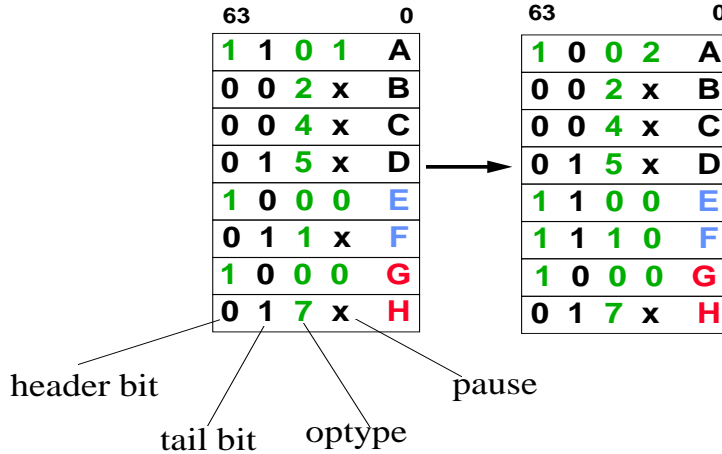 63 0 63 0
1 1 0 1 A 1 0 0 2 A
0 0 2 x B 0 0 2 x B
0 0 4 x C 0 0 4 x C
0 1 5 x D 0 1 5 x D
1 0 0 0 E 1 1 0 0 E
0 1 1 x F 1 1 1 0 F
1 0 0 0 G 1 0 0 0 G
0 1 7 x H 0 1 7 x H
header bit pause
tail bit optype